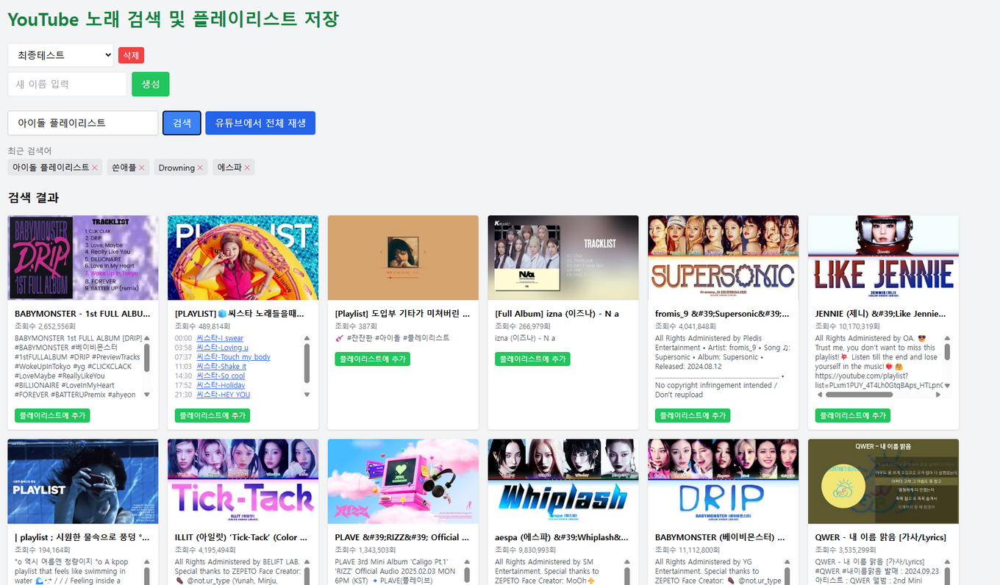 YouTube 노래 검색 및 플레이리스트 저장
최종테스트
삭제
새 이름 입력
생성
아이돌 플레이리스트
검색
유튜브에서 전체 재생
최근 검색어
아이돌 플레이리스트× 쏜애플× Drowning× 에스파×
검색 결과
BABYMONSTER
DRIP
1ST FULL ALBUM
TRACKLIST
1. CLIK CLAK
2. DRIP
3. Love, Maybe
4. Really Like You
5. BILLIONAIRE
6. Love In My Heart
7. Woke Up In Tokyo
8. FOREVER
9. BATTER UP (remix)
BABYMONSTER - 1st FULL ALBU...
조회수 2,652,556회
BABYMONSTER 1st FULL ALBUM [DRIP]
#BABYMONSTER #베이비몬스터
#1stFULLALBUM #DRIP #PreviewTracks
#WokeUpInTokyo #yg #CLICKCLACK
#LoveMaybe #ReallyLikeYou
#BILLIONAIRE #LoveInMyHeart
#FOREVER #BATTERUPremix #ahyeon
플레이리스트에 추가
PLAYLIST
[PLAYLIST]🧊씨스타 노래들을때...
조회수 489,814회
00:00 씨스타-I swear
03:58 씨스타-Loving u
07:37 씨스타-Touch my body
11:03 씨스타-Shake it
14:30 씨스타-So cool
17:52 씨스타-Holiday
21:30 씨스타-HEY YOU
플레이리스트에 추가
[Playlist] 도입부 기타가 미쳐버린 ...
조회수 387회
🎸 #잔잔한 #아이돌 #플레이리스트
플레이리스트에 추가
TRACKLIST
N/a
[Full Album] izna (이즈나) - N a
조회수 266,979회
izna (이즈나) - N a
플레이리스트에 추가
SUPERSONIC
fromis_9 &#39;Supersonic&#39;...
조회수 4,041,848회
All Rights Administered by Pledis
Entertainment • Artist: fromis_9 • Song ♫:
Supersonic • Album: Supersonic •
Released: 2024.08.12
•
No copyright infringement intended /
Don't reupload
플레이리스트에 추가
LIKE JENNIE
JENNIE (제니)
JENNIE (제니) &#39;Like Jennie...
조회수 10,170,319회
All Rights Administered by OA. 😎
Trust me, you don't want to miss this
playlist!💥 Listen till the end and lose
yourself in the music!❤️ 🥰
https://youtube.com/playlist?
list=PLxm1PUY_4T4Lh0GtqBAps_HTLpn
플레이리스트에 추가
PLAYLIST
| playlist ; 시원한 물속으로 풍덩 °...
조회수 194,164회
°o 역시 여름엔 청량이지 °o A kpop
playlist that feels like swimming in
water 🌊 · : * / / / Feeling inside a
Tick-Tack
ILLIT (아일릿)
ILLIT (아일릿) ‘Tick-Tack’ (Color ...
조회수 4,195,494회
All Rights Administered by BELIFT LAB.
Special thanks to ZEPETO Face Creator:
@not.ur_type (Yunah, Minju,
PLAVE &#39;RIZZ&#39; Official ...
조회수 1,343,503회
PLAVE 3rd Mini Album 'Caligo Pt.1'
'RIZZ' Official Audio 2025.02.03 MON
6PM (KST) 🔹PLAVE(플레이브)
Whiplash
aespa (에스파)
aespa (에스파) &#39;Whiplash&...
조회수 9,830,993회
All Rights Administered by SM
Entertainment. Special thanks to
ZEPETO Face Creator: MoOh⚜️
DRIP
BABYMONSTER (베이비몬스터)
BABYMONSTER (베이비몬스터) ...
조회수 11,112,800회
All Rights Administered by YG
Entertainment. Special thanks to
ZEPETO Face Creator: @not.ur_type
QWER - 내 이름 맑음
QWER - 내 이름 맑음 [가사/Lyrics]
조회수 3,535,299회
QWER - 내 이름 맑음 [가사/Lyrics]
#QWER #내이름맑음 발매 : 2024.09.23
아티스트 : QWER 앨범 : 2nd Mini